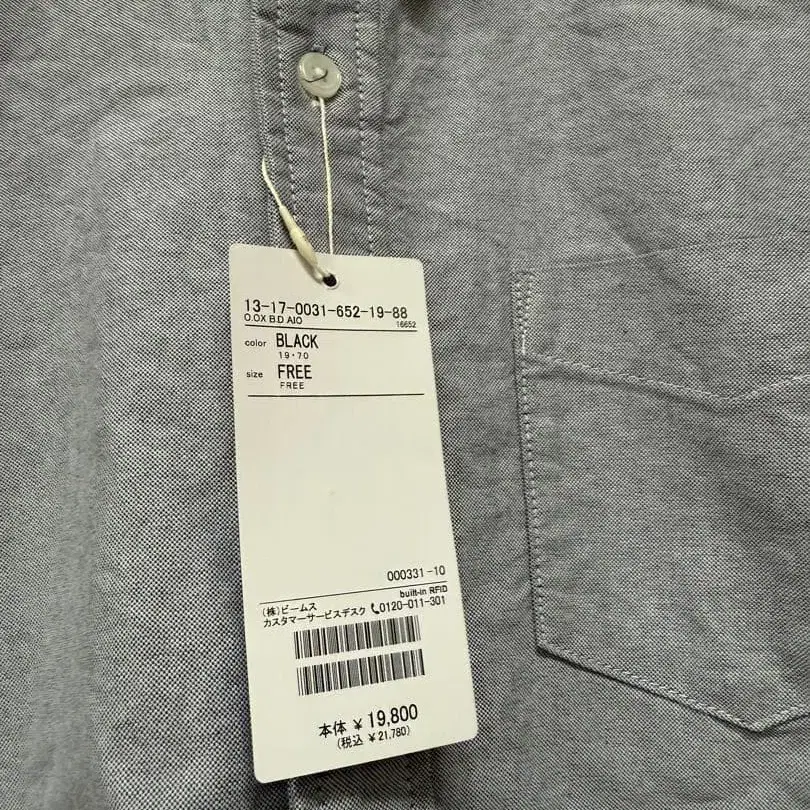 13-17-0031-652-19-88
O.OX B.D AIO 16652
color BLACK
19・70
size FREE
FREE
000331-10
built-in RFID
(株)ビームス
カスタマーサービスデスク 0120-011-301
本体 ¥19,800
(税込 ¥21,780)